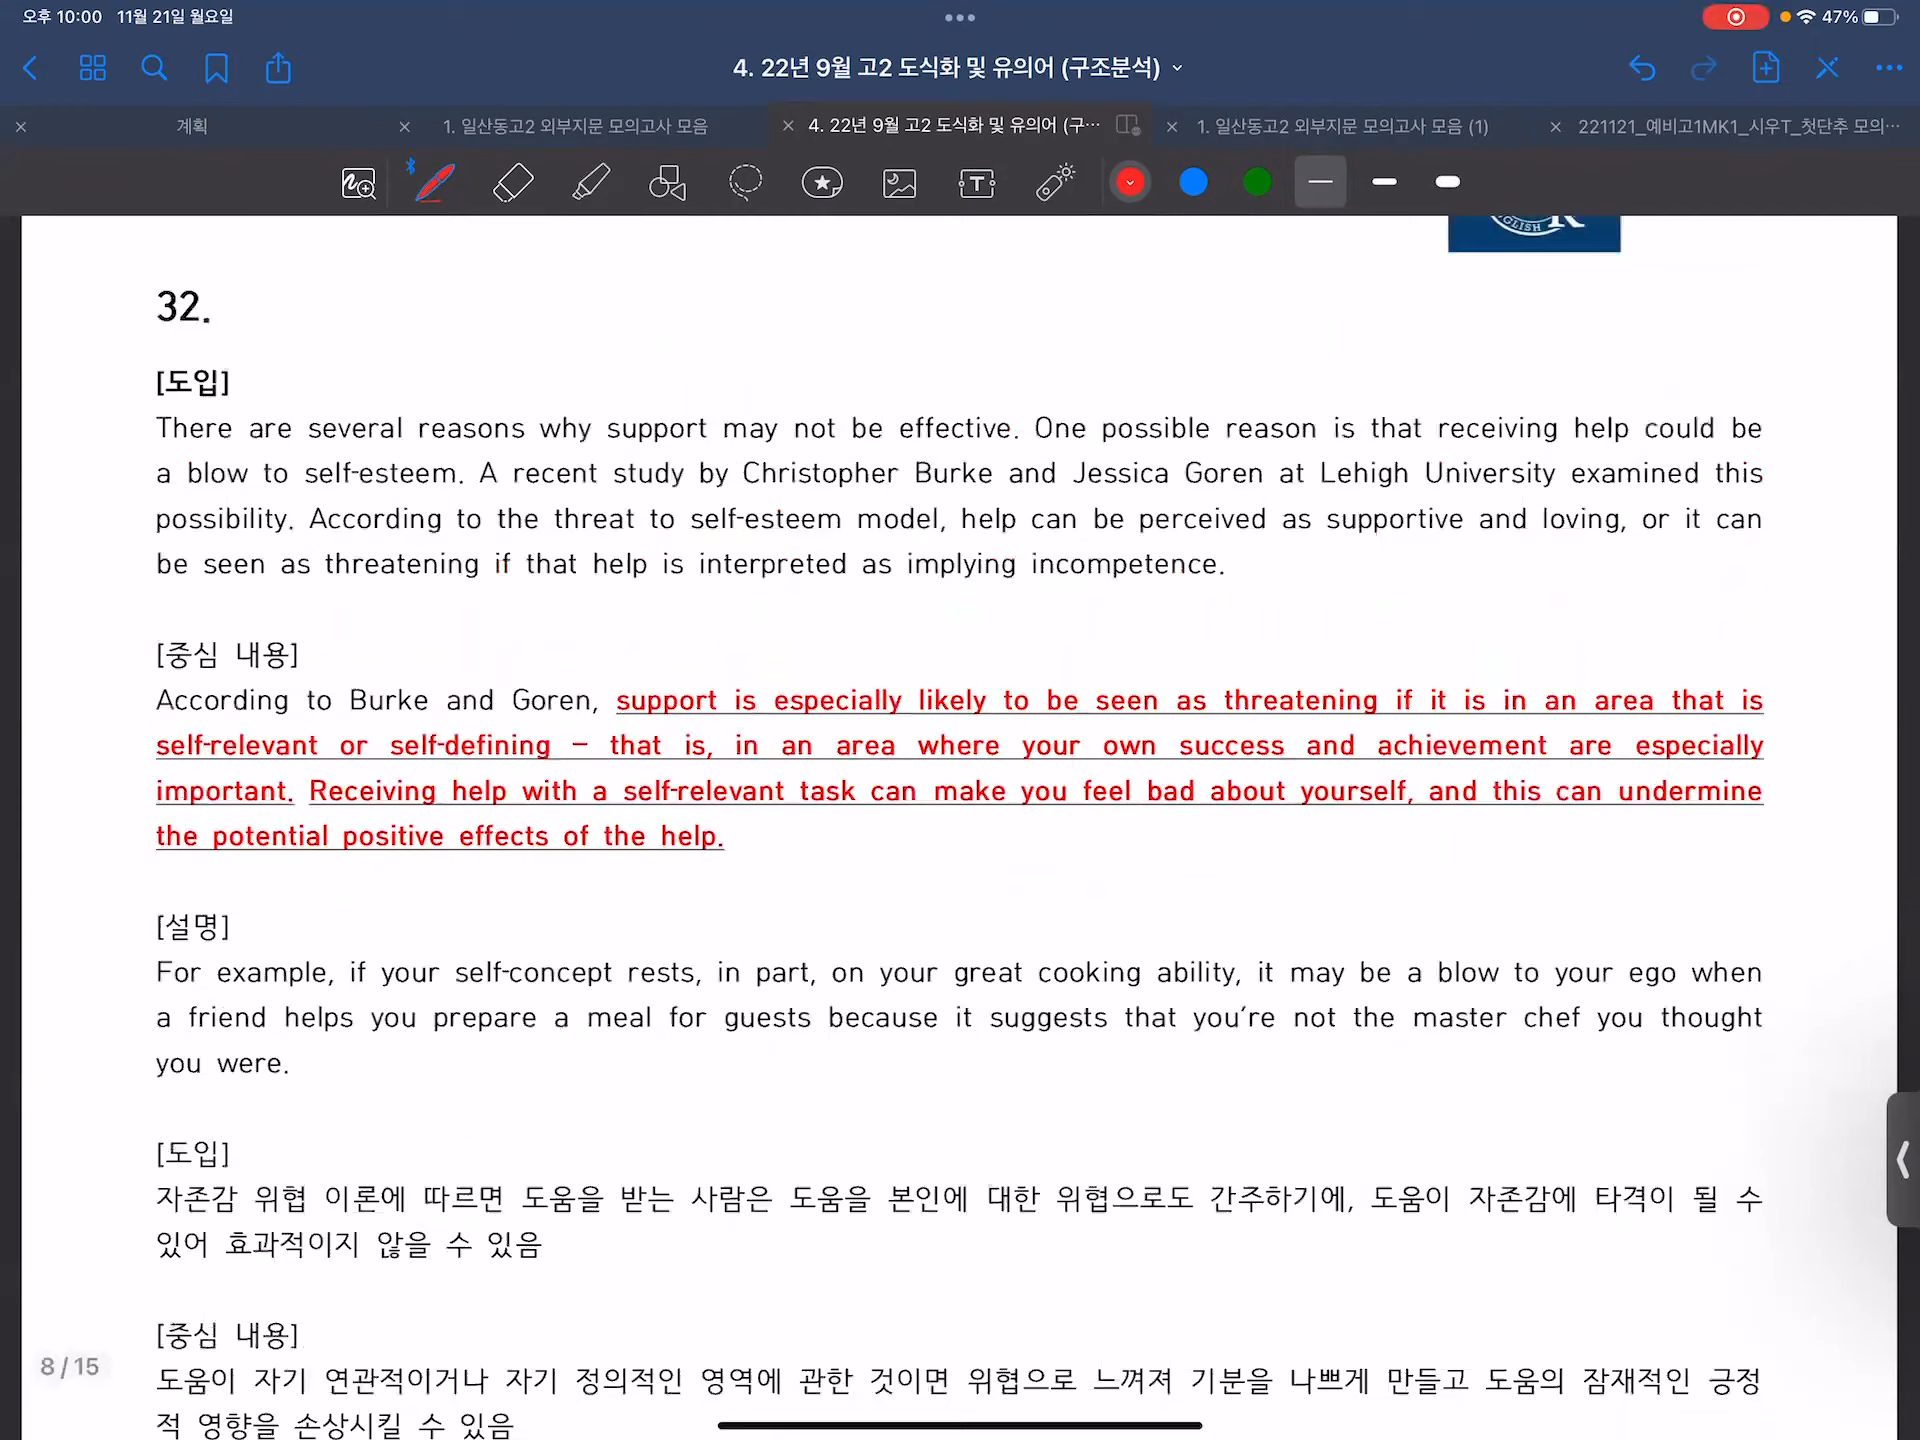 오후 10:00 11월 21일 월요일
47%
4. 22년 9월 고2 도식화 및 유의어 (구조분석)
계획
1. 일산동고2 외부지문 모의고사 모음
4. 22년 9월 고2 도식화 및 유의어 (구…
1. 일산동고2 외부지문 모의고사 모음 (1)
221121_예비고1MK1_시우T_첫단추 모의…
T
GLISH
32.
[도입]
There are several reasons why support may not be effective. One possible reason is that receiving help could be
a blow to self-esteem. A recent study by Christopher Burke and Jessica Goren at Lehigh University examined this
possibility. According to the threat to self-esteem model, help can be perceived as supportive and loving, or it can
be seen as threatening if that help is interpreted as implying incompetence.
[중심 내용]
According to Burke and Goren, support is especially likely to be seen as threatening if it is in an area that is
self-relevant or self-defining – that is, in an area where your own success and achievement are especially
important. Receiving help with a self-relevant task can make you feel bad about yourself, and this can undermine
the potential positive effects of the help.
[설명]
For example, if your self-concept rests, in part, on your great cooking ability, it may be a blow to your ego when
a friend helps you prepare a meal for guests because it suggests that you’re not the master chef you thought
you were.
[도입]
자존감 위협 이론에 따르면 도움을 받는 사람은 도움을 본인에 대한 위협으로도 간주하기에, 도움이 자존감에 타격이 될 수
있어 효과적이지 않을 수 있음
[중심 내용]
도움이 자기 연관적이거나 자기 정의적인 영역에 관한 것이면 위협으로 느껴져 기분을 나쁘게 만들고 도움의 잠재적인 긍정
적 영향을 손상시킬 수 있음
8/15